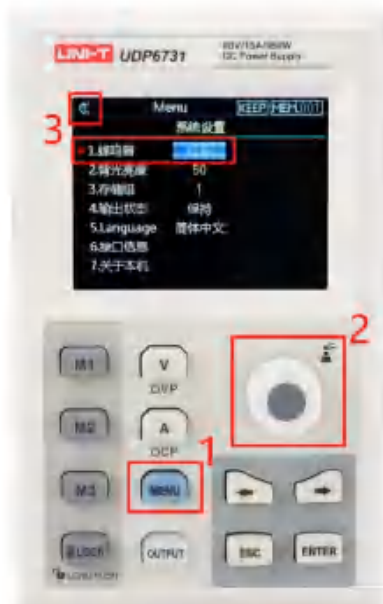 UNI-T UDP6731
DC Power Supply
3
Menu KEEP MEM
系统设置
1.蜂鸣器
2.背光亮度 50
3.存储组 1
4.输出状态 保持
5.Language 简体中文
6.接口信息
7.关于本机
2
M1 V
OVP
M2 A
OCP
1
M3 MENU
LOCK OUTPUT ESC ENTER